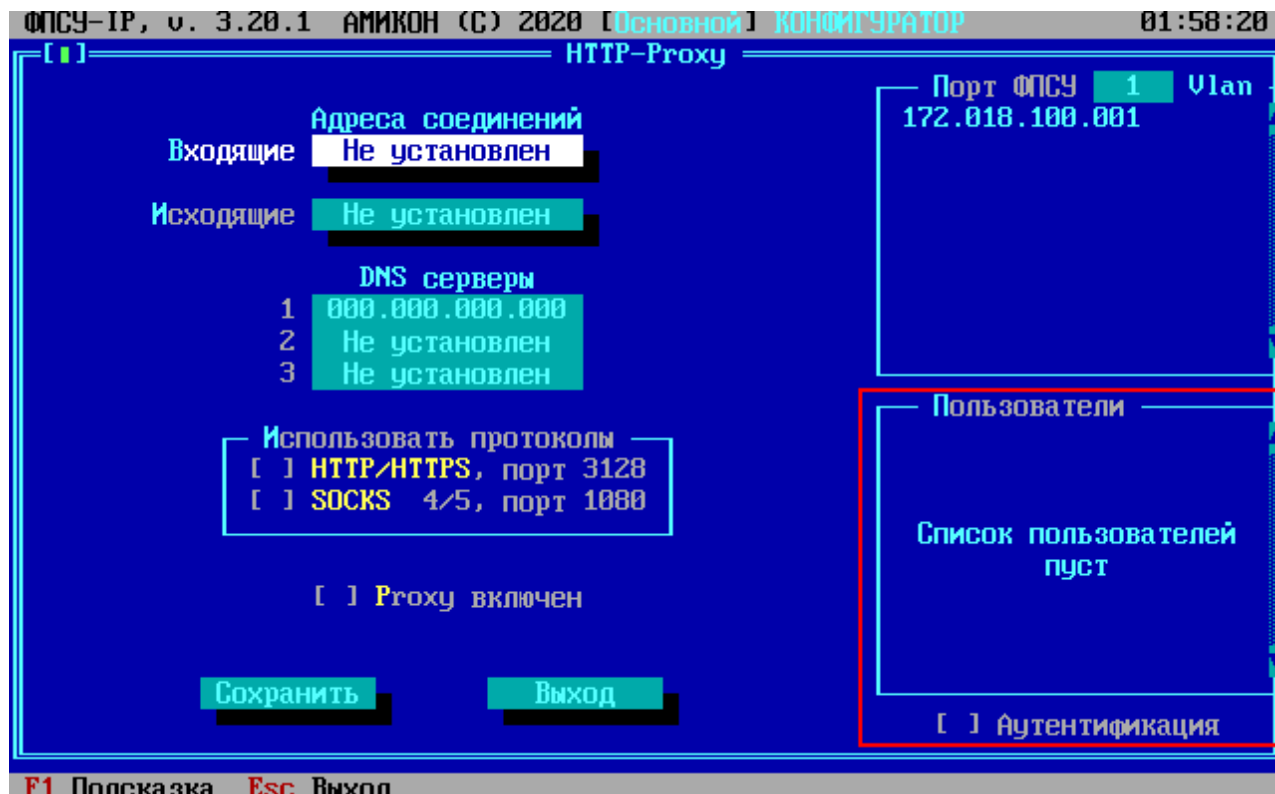 ФПСУ-IP, v. 3.20.1 АМИКОН (C) 2020 [Основной] КОНФИГУРАТОР 01:58:20
HTTP-Proxy
Порт ФПСУ 1 Vlan
172.018.100.001
Адреса соединений
Входящие Не установлен
Исходящие Не установлен
DNS серверы
1 000.000.000.000
2 Не установлен
3 Не установлен
Использовать протоколы
[ ] HTTP/HTTPS, порт 3128
[ ] SOCKS 4/5, порт 1080
[ ] Proxy включен
Сохранить Выход
Пользователи
Список пользователей
пуст
[ ] Аутентификация
F1 Подсказка Esc Выход